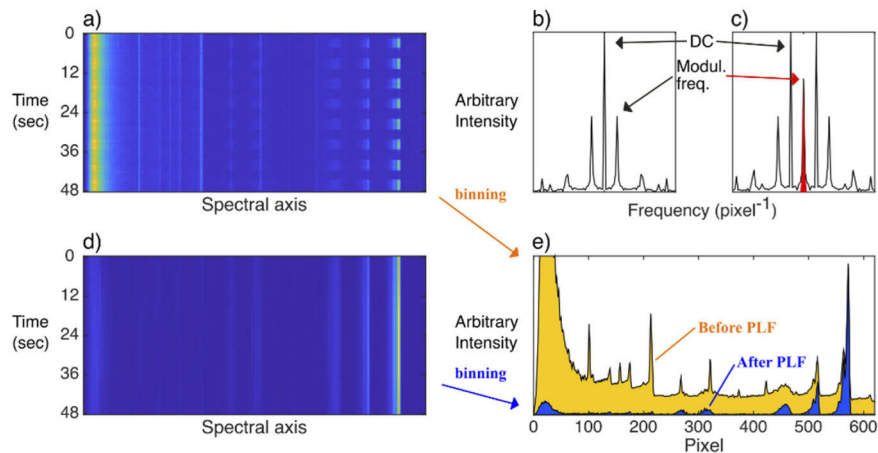 a)
0
12
24
36
48
Time
(sec)
Spectral axis
b)
c)
DC
Modul.
freq.
Arbitrary
Intensity
Frequency (pixel-1)
binning
d)
0
12
24
36
48
Time
(sec)
Spectral axis
binning
e)
Arbitrary
Intensity
Before PLF
After PLF
0 100 200 300 400 500 600
Pixel